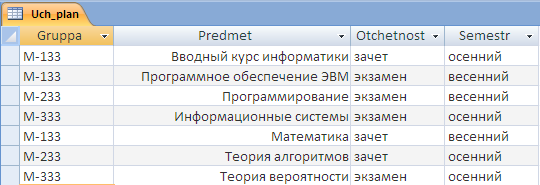 Uch_plan
Gruppa Predmet Otchetnost Semestr
М-133 Вводный курс информатики зачет осенний
М-133 Программное обеспечение ЭВМ экзамен весенний
М-233 Программирование экзамен весенний
М-333 Информационные системы экзамен осенний
М-133 Математика зачет весенний
М-233 Теория алгоритмов зачет осенний
М-333 Теория вероятности экзамен осенний